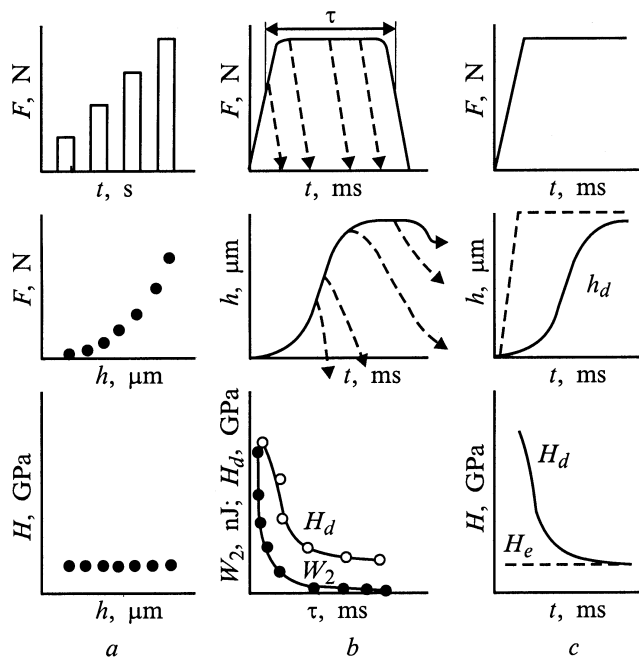 τ
F, N
F, N
F, N
t, s
t, ms
t, ms
F, N
h, μm
h, μm
h_d
h, μm
t, ms
t, ms
H, GPa
W_2, nJ; H_d, GPa
H, GPa
H_d
H_d
W_2
H_e
h, μm
τ, ms
t, ms
a
b
c